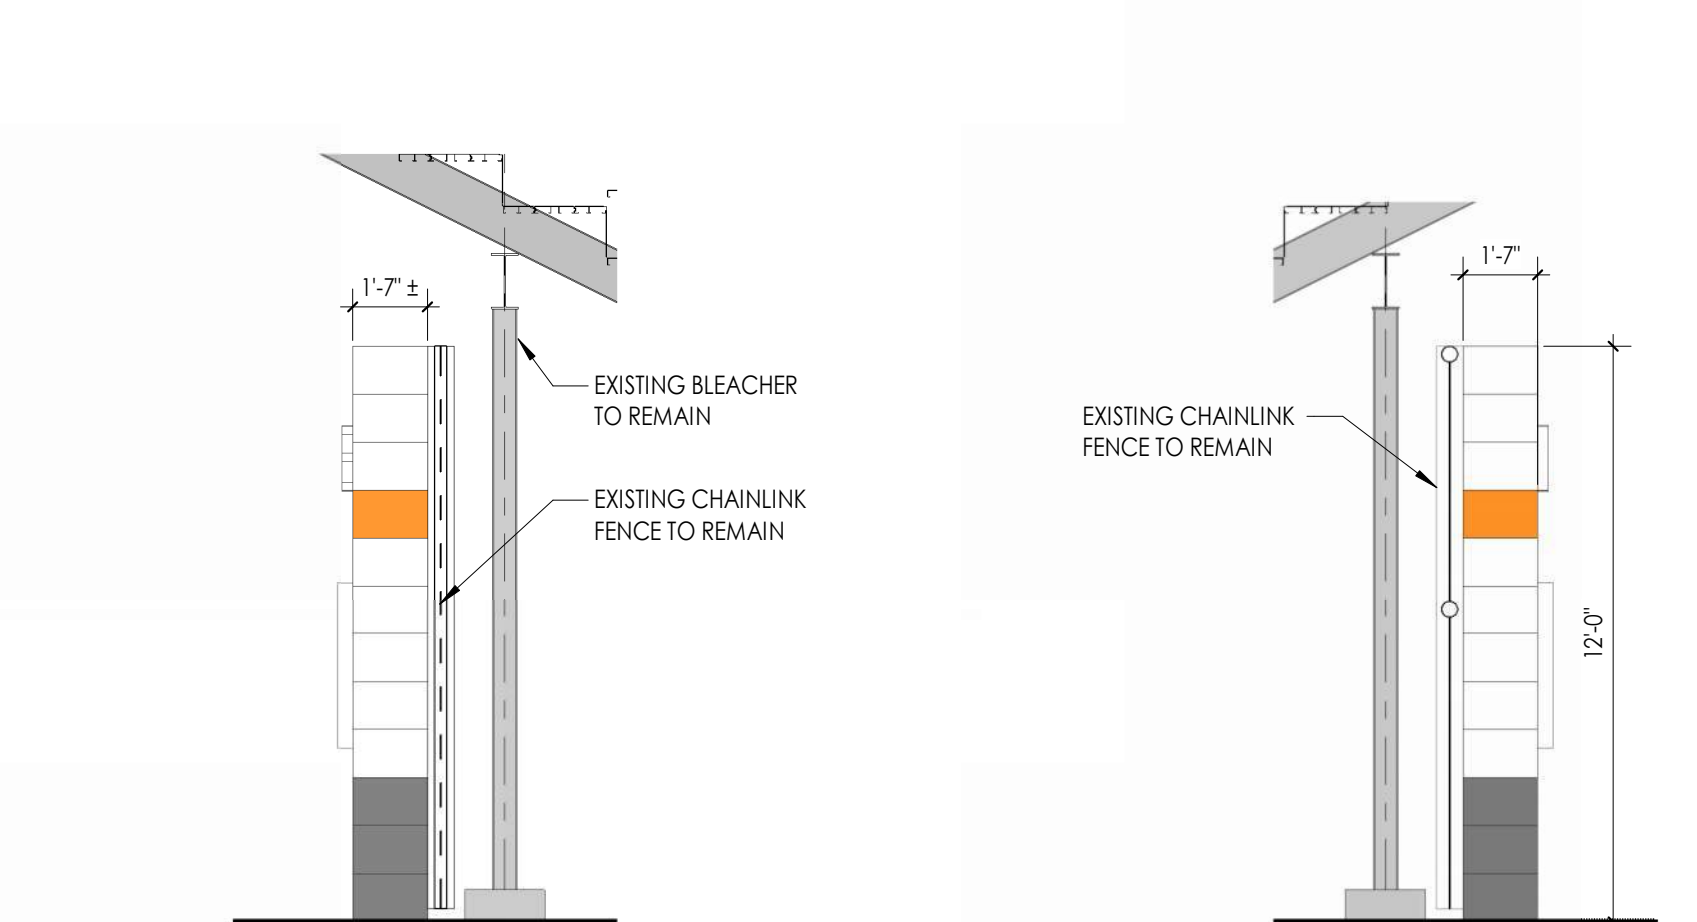 1'-7" ±
EXISTING BLEACHER
TO REMAIN
EXISTING CHAINLINK
FENCE TO REMAIN
1'-7"
EXISTING CHAINLINK
FENCE TO REMAIN
12'-0"